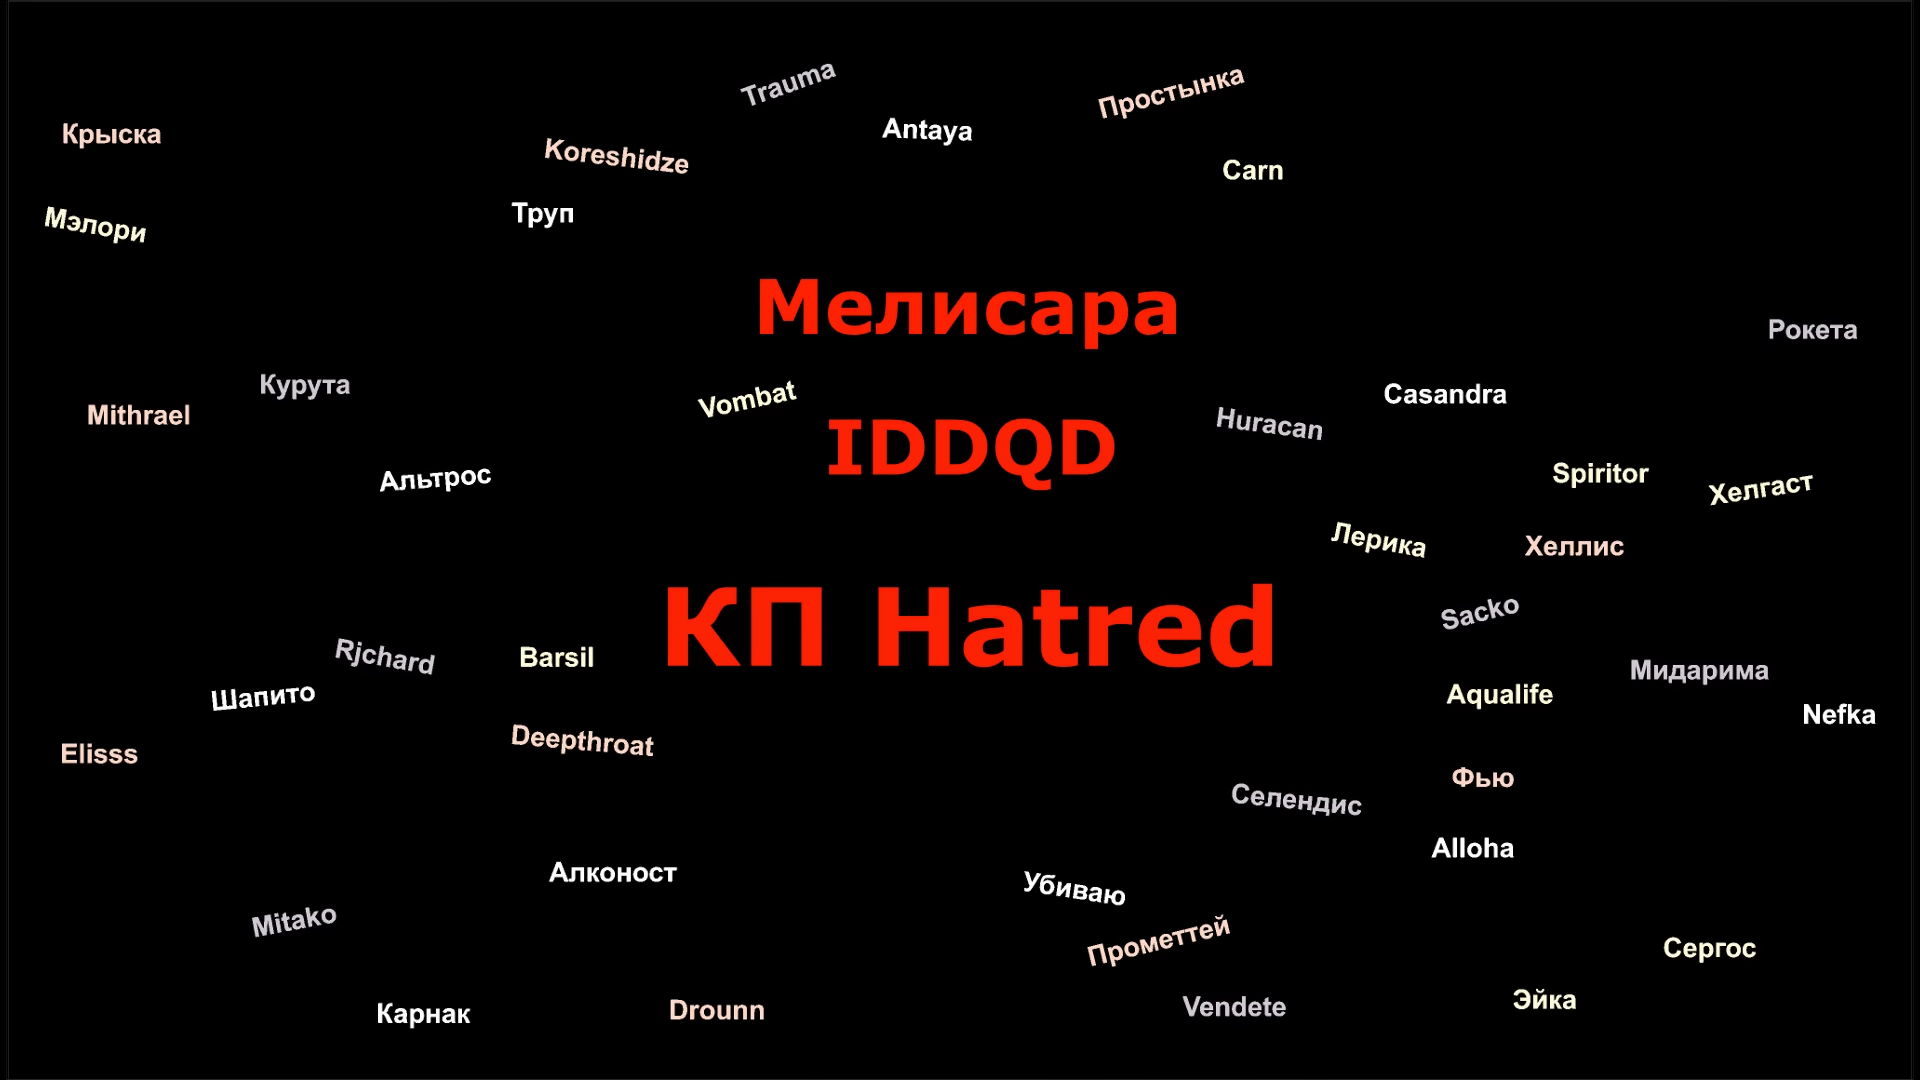 Trauma
Простынка
Крыска
Antaya
Koreshidze
Carn
Труп
Мэлори
Мелисара
Рокета
Курута
Vombat
Casandra
Mithrael
Huracan
IDDQD
Альтрос
Spiritor
Хелгаст
Лерика
Хеллис
Sacko
КП Hatred
Rjchard
Barsil
Мидарима
Шапито
Aqualife
Nefka
Deepthroat
Elisss
Фью
Селендис
Alloha
Алконост
Убиваю
Mitako
Прометтей
Сергос
Эйка
Карнак
Drounn
Vendete